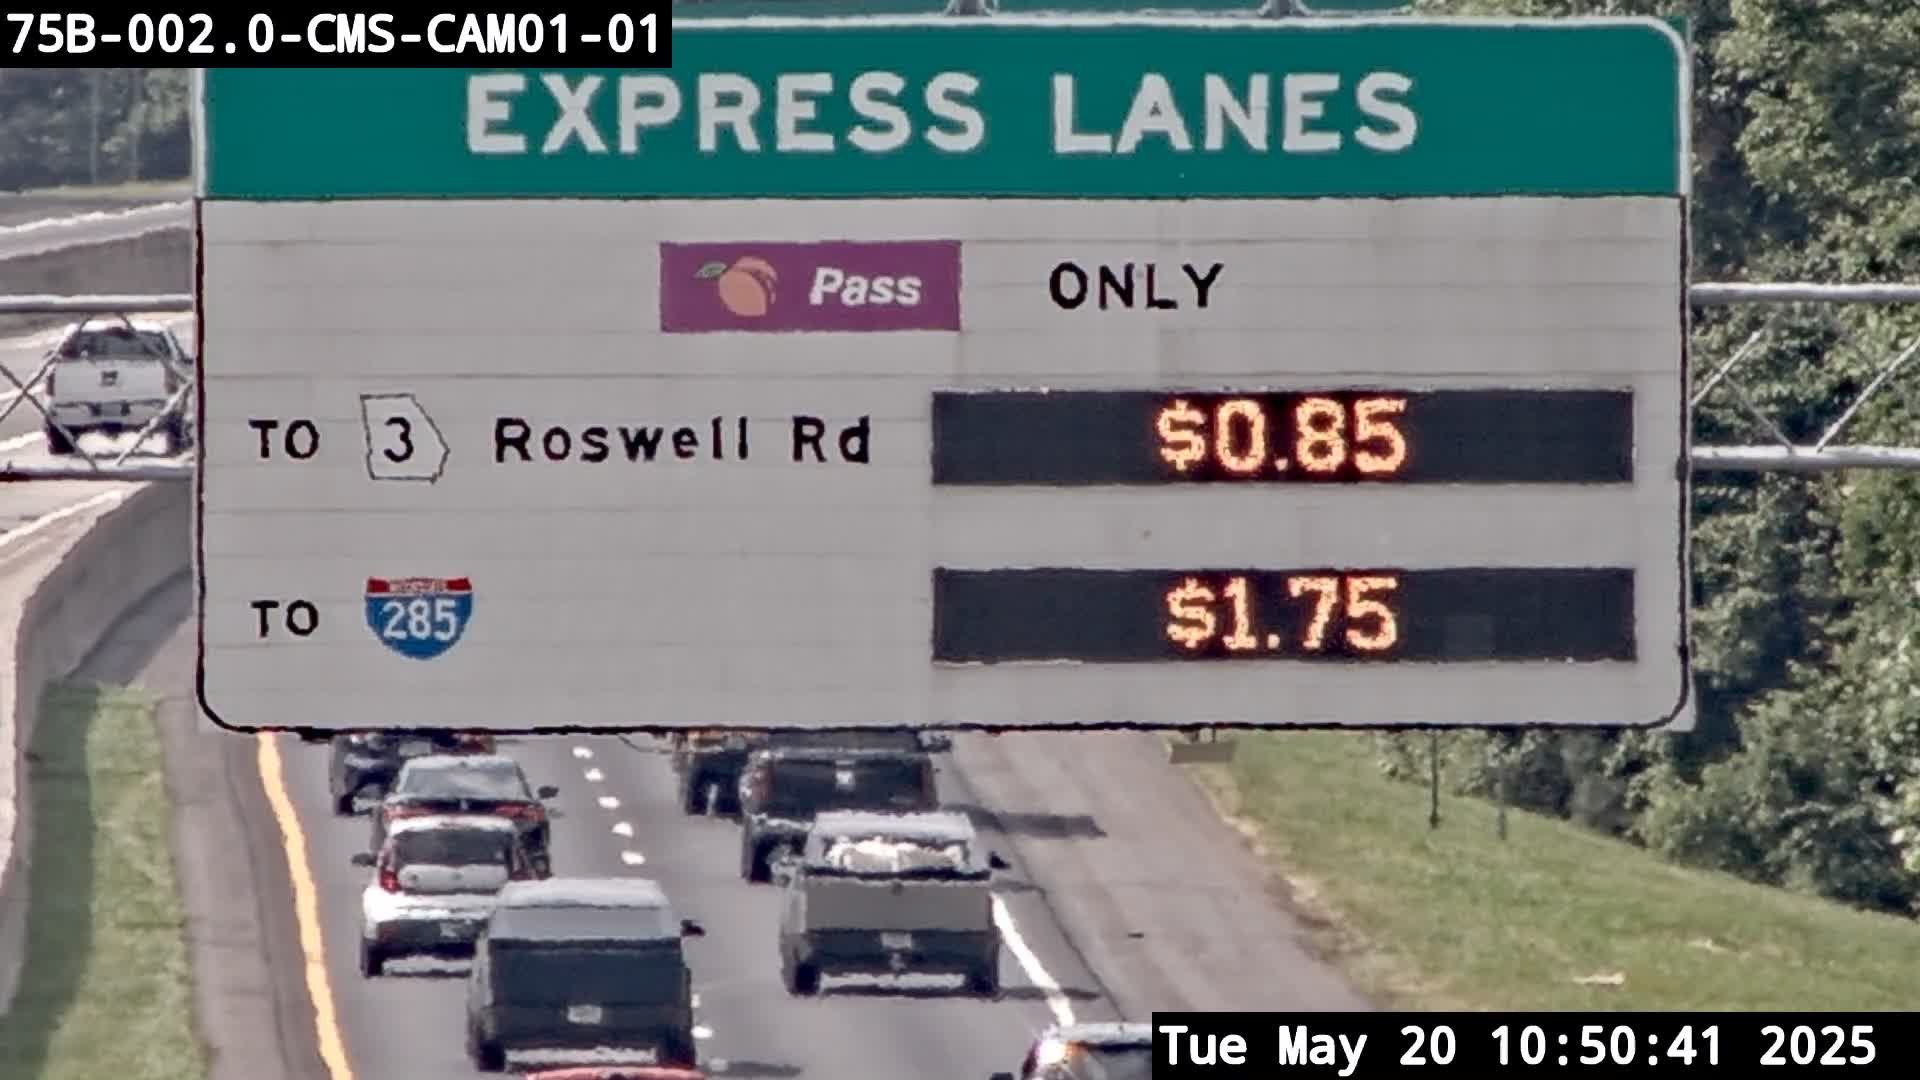 75B-002.0-CMS-CAM01-01
EXPRESS LANES
Pass ONLY
TO 3 Roswell Rd $0.85
TO 285 $1.75
Tue May 20 10:50:41 2025